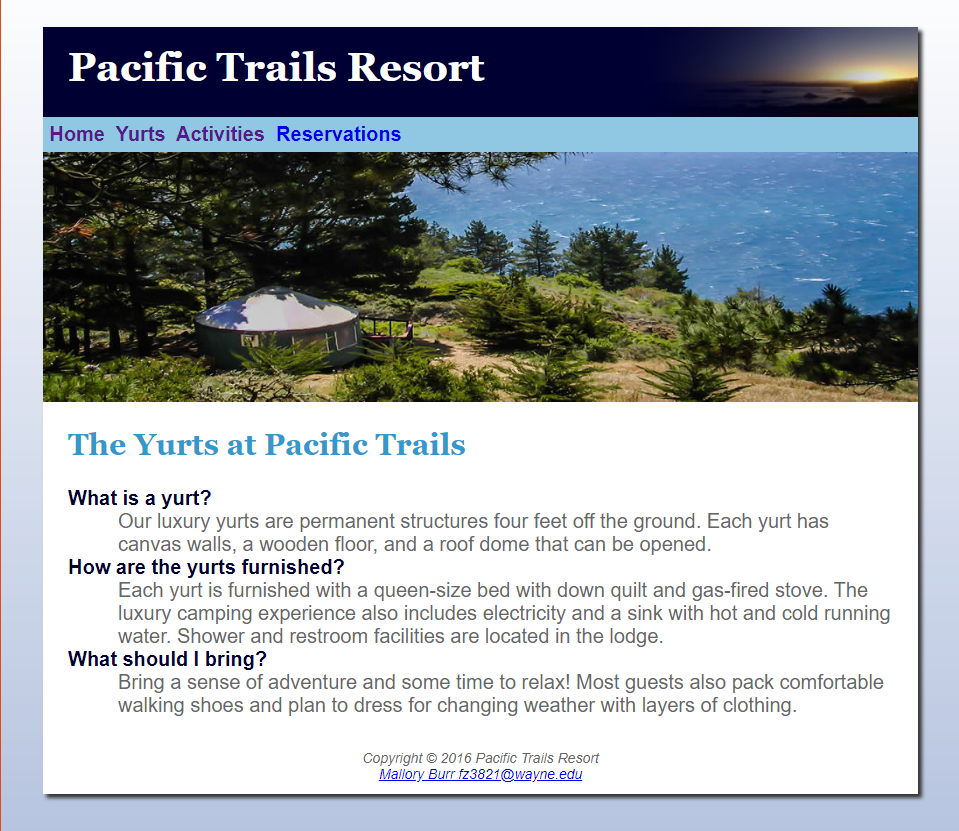 Pacific Trails Resort
Home Yurts Activities Reservations
The Yurts at Pacific Trails
What is a yurt?
Our luxury yurts are permanent structures four feet off the ground. Each yurt has
canvas walls, a wooden floor, and a roof dome that can be opened.
How are the yurts furnished?
Each yurt is furnished with a queen-size bed with down quilt and gas-fired stove. The
luxury camping experience also includes electricity and a sink with hot and cold running
water. Shower and restroom facilities are located in the lodge.
What should I bring?
Bring a sense of adventure and some time to relax! Most guests also pack comfortable
walking shoes and plan to dress for changing weather with layers of clothing.
Copyright © 2016 Pacific Trails Resort
Mallory Burr fz3821@wayne.edu